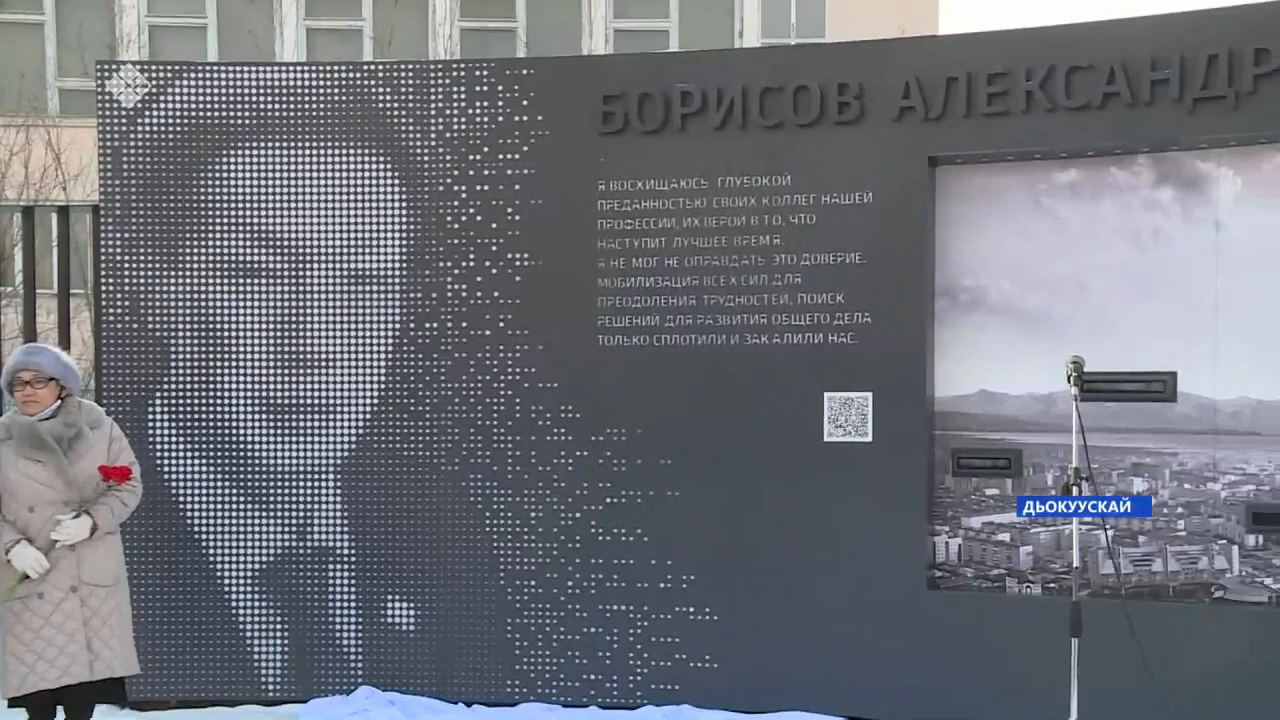 БОРИСОВ АЛЕКСАНДР
Я ВОСХИЩАЮСЬ ГЛУБОКОЙ
ПРЕДАННОСТЬЮ СВОИХ КОЛЛЕГ НАШЕЙ
ПРОФЕССИИ, ИХ ВЕРОЙ В ТО, ЧТО
НАСТУПИТ ЛУЧШЕЕ ВРЕМЯ.
Я НЕ МОГ НЕ ОПРАВДАТЬ ЭТО ДОВЕРИЕ.
МОБИЛИЗАЦИЯ ВСЕХ СИЛ ДЛЯ
ПРЕОДОЛЕНИЯ ТРУДНОСТЕЙ, ПОИСК
РЕШЕНИЙ ДЛЯ РАЗВИТИЯ ОБЩЕГО ДЕЛА
ТОЛЬКО СПЛОТИЛИ И ЗАКАЛИЛИ НАС.
ДЬОКУУСКАЙ